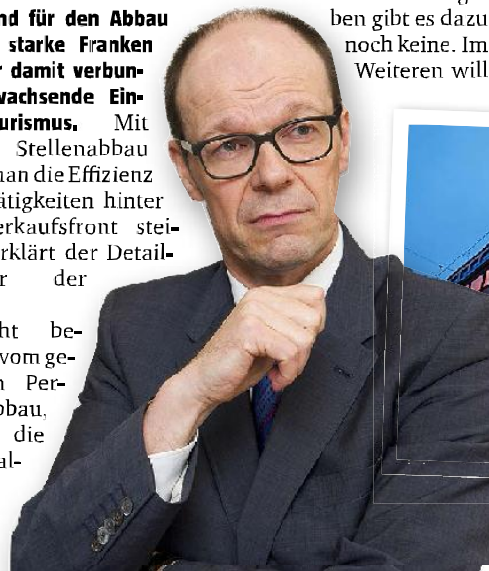 nd für den Abbau
starke Franken
r damit verbun-
wachsende Ein-
ourismus. Mit
Stellenabbau
man die Effizienz
ätigkeiten hinter
erkaufsfront stei-
rklärt der Detail-
r der
ht be-
vom ge-
n Per-
bbau,
die
al-
ben gibt es dazu
noch keine. Im
Weiteren will